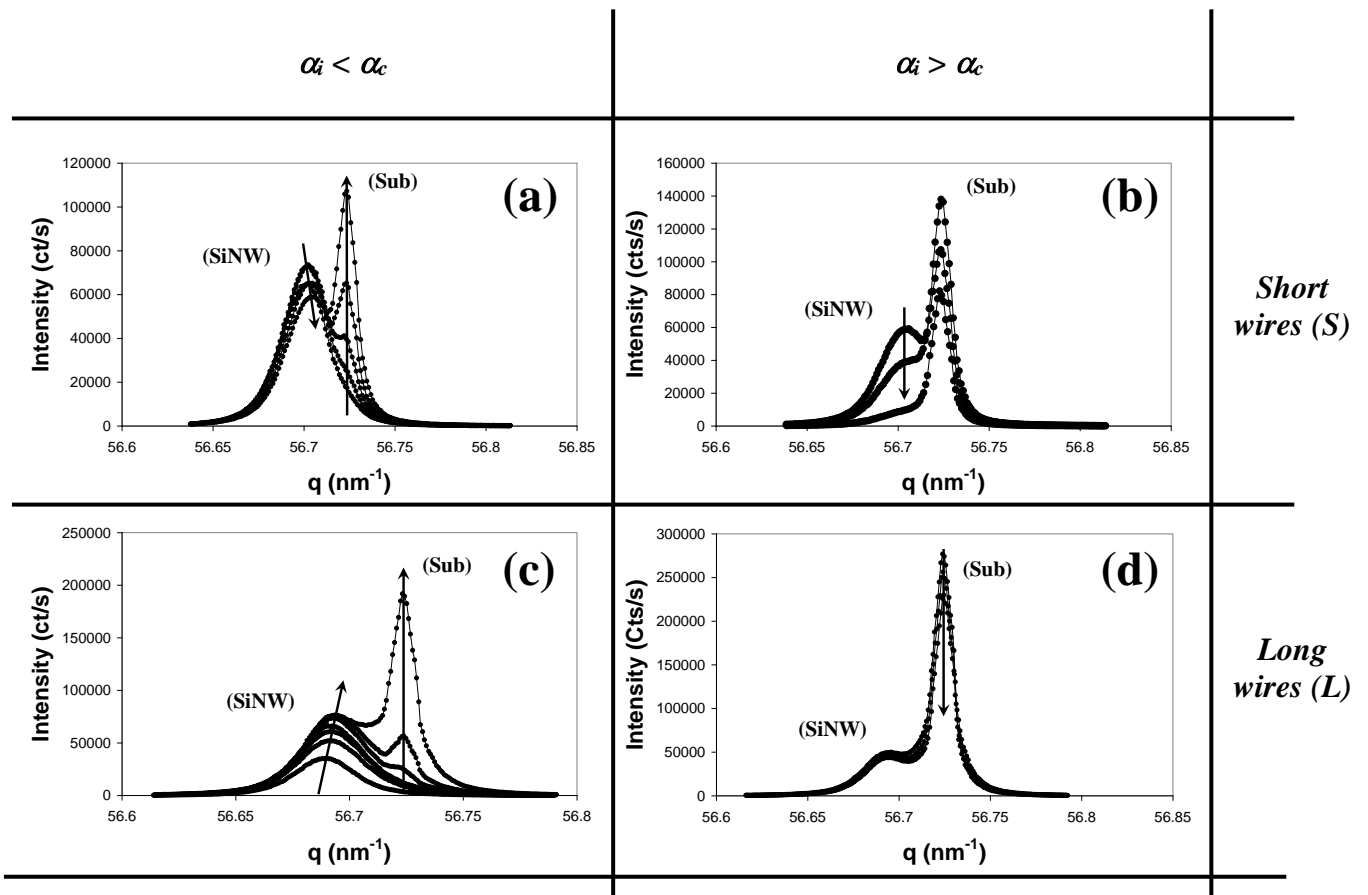 αi < αc
αi > αc
120000
100000
80000
60000
40000
20000
0
Intensity (ct/s)
(SiNW)
(Sub)
(a)
56.6
56.65
56.7
56.75
56.8
56.85
q (nm-1)
160000
140000
120000
100000
80000
60000
40000
20000
0
Intensity (cts/s)
(SiNW)
(Sub)
(b)
56.6
56.65
56.7
56.75
56.8
56.85
q (nm-1)
Short
wires (S)
250000
200000
150000
100000
50000
0
Intensity (ct/s)
(SiNW)
(Sub)
(c)
56.6
56.65
56.7
56.75
56.8
q (nm-1)
300000
250000
200000
150000
100000
50000
0
Intensity (Cts/s)
(SiNW)
(Sub)
(d)
56.6
56.65
56.7
56.75
56.8
56.85
q (nm-1)
Long
wires (L)